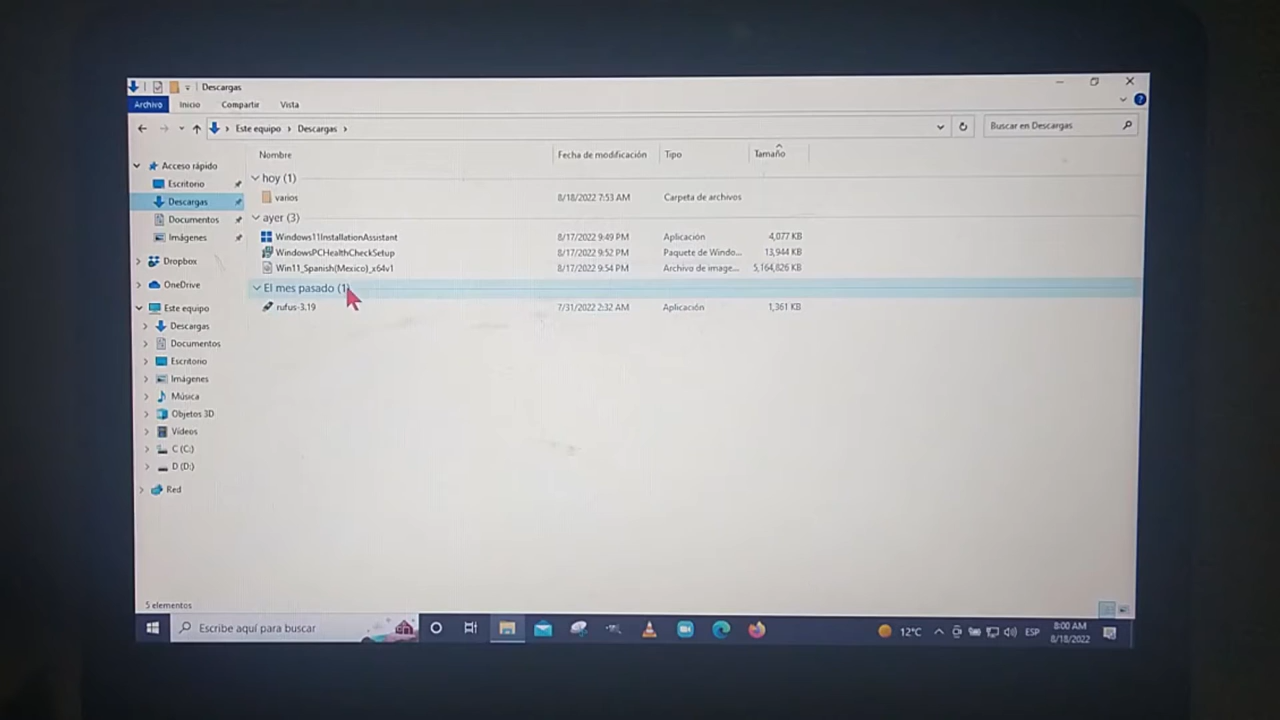 Descargas
Archivo Inicio Compartir Vista
Este equipo > Descargas >
Buscar en Descargas
Nombre Fecha de modificación Tipo Tamaño
Acceso rápido
Escritorio
Descargas
Documentos
Imágenes
Dropbox
OneDrive
Este equipo
Descargas
Documentos
Escritorio
Imágenes
Música
Objetos 3D
Vídeos
C (C:)
D (D:)
Red
hoy (1)
varios 8/18/2022 7:53 AM Carpeta de archivos
ayer (3)
Windows11InstallationAssistant 8/17/2022 9:49 PM Aplicación 4,077 KB
WindowsPCHealthCheckSetup 8/17/2022 9:52 PM Paquete de Windo... 13,944 KB
Win11_Spanish(Mexico)_x64v1 8/17/2022 9:54 PM Archivo de image... 5,164,826 KB
El mes pasado (1)
rufus-3.19 7/31/2022 2:32 AM Aplicación 1,361 KB
5 elementos
Escribe aquí para buscar
12°C
ESP
8:00 AM
8/18/2022